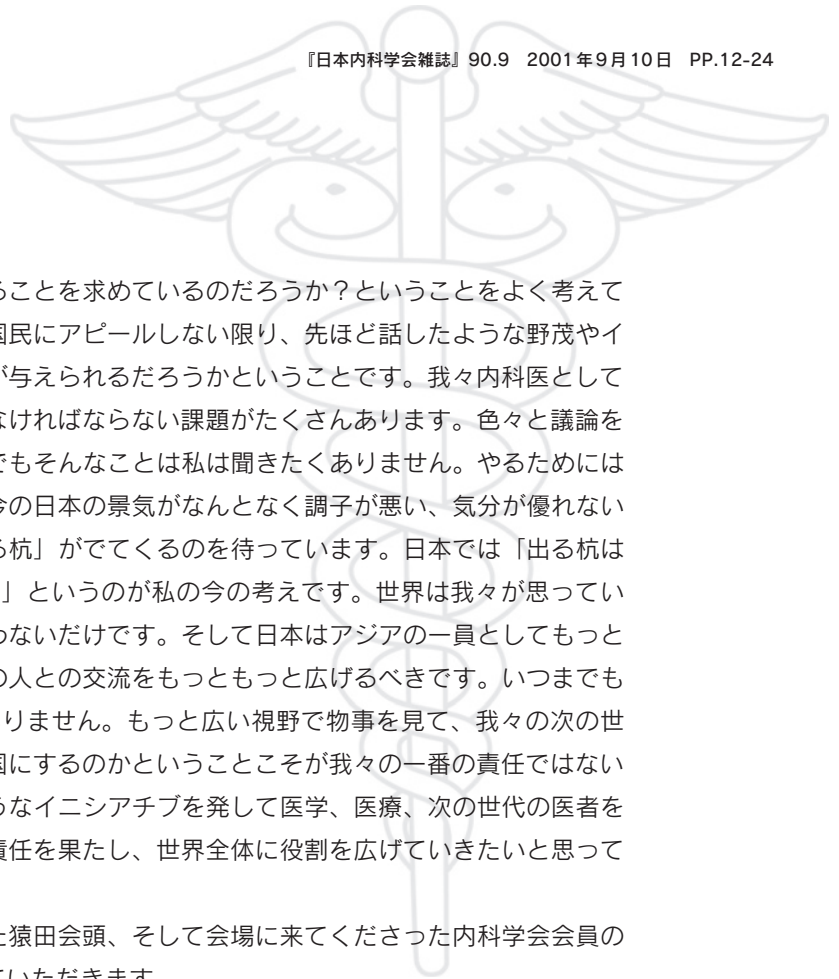 『日本内科学会雑誌』90.9 2001年9月10日 PP.12-24
ることを求めているのだろうか？ということをよく考えて
国民にアピールしない限り、先ほど話したような野茂やイ
が与えられるだろうかということです。我々内科医として
なければならない課題がたくさんあります。色々と議論を
でもそんなことは私は聞きたくありません。やるためには
今の日本の景気がなんとなく調子が悪い、気分が優れない
る杭」がでてくるのを待っています。日本では「出る杭は
」というのが私の今の考えです。世界は我々が思ってい
わないだけです。そして日本はアジアの一員としてもっと
の人との交流をもっともっと広げるべきです。いつまでも
りません。もっと広い視野で物事を見て、我々の次の世
国にするのかということこそが我々の一番の責任ではない
うなイニシアチブを発して医学、医療、次の世代の医者を
責任を果たし、世界全体に役割を広げていきたいと思って
た猿田会頭、そして会場に来てくださった内科学会会員の
ていただきます。